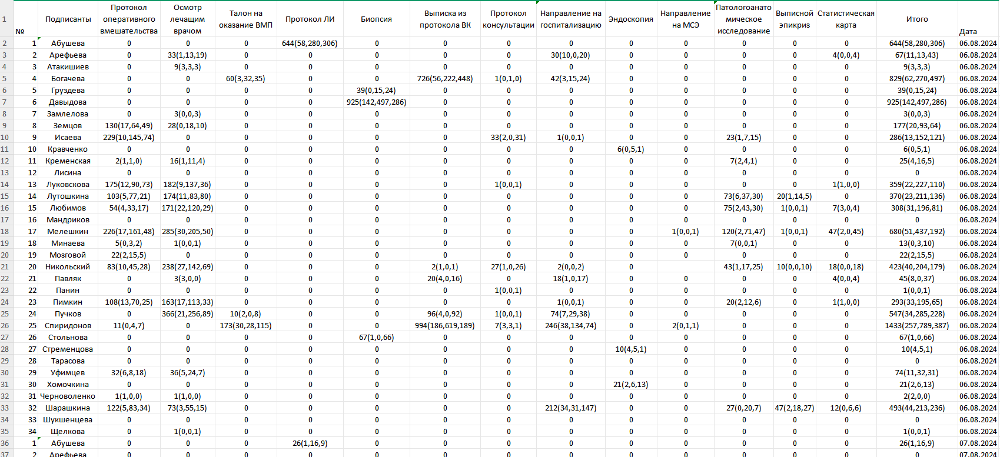 1 № Подписанты Протокол оперативного вмешательства Осмотр лечащим врачом Талон на оказание ВМП Протокол ЛИ Биопсия Выписка из протокола ВК Протокол консультации Направление на госпитализацию Эндоскопия Направление на МСЭ Патологоанато мическое исследование Выписной эпикриз Статистическая карта Итого Дата
2 1 Абушева 0 0 0 644(58,280,306) 0 0 0 0 0 0 0 0 0 644(58,280,306) 06.08.2024
3 2 Арефьева 0 33(1,13,19) 0 0 0 0 0 30(10,0,20) 0 0 0 0 4(0,0,4) 67(11,13,43) 06.08.2024
4 3 Атакишиев 0 9(3,3,3) 0 0 0 0 0 0 0 0 0 0 0 9(3,3,3) 06.08.2024
5 4 Богачева 0 0 60(3,32,35) 0 0 726(56,222,448) 1(0,1,0) 42(3,15,24) 0 0 0 0 0 829(62,270,497) 06.08.2024
6 5 Груздева 0 0 0 0 39(0,15,24) 0 0 0 0 0 0 0 0 39(0,15,24) 06.08.2024
7 6 Давыдова 0 0 0 0 925(142,497,286) 0 0 0 0 0 0 0 0 925(142,497,286) 06.08.2024
8 7 Замлелова 0 3(0,0,3) 0 0 0 0 0 0 0 0 0 0 0 3(0,0,3) 06.08.2024
9 8 Земцов 130(17,64,49) 28(0,18,10) 0 0 0 0 0 0 0 0 0 0 0 177(20,93,64) 06.08.2024
10 9 Исаева 229(10,145,74) 0 0 0 0 0 33(2,0,31) 1(0,0,1) 0 0 23(1,7,15) 0 0 286(13,152,121) 06.08.2024
11 10 Кравченко 0 0 0 0 0 0 0 0 6(0,5,1) 0 0 0 0 6(0,5,1) 06.08.2024
12 11 Кременская 2(1,1,0) 16(1,11,4) 0 0 0 0 0 0 0 0 7(2,4,1) 0 0 25(4,16,5) 06.08.2024
13 12 Лисина 0 0 0 0 0 0 0 0 0 0 0 0 0 0 06.08.2024
14 13 Луковскова 175(12,90,73) 182(9,137,36) 0 0 0 0 1(0,0,1) 0 0 0 0 0 1(1,0,0) 359(22,227,110) 06.08.2024
15 14 Лутошкина 103(5,77,21) 174(11,83,80) 0 0 0 0 0 0 0 0 73(6,37,30) 20(1,14,5) 0 370(23,211,136) 06.08.2024
16 15 Любимов 54(4,33,17) 171(22,120,29) 0 0 0 0 0 0 0 0 75(2,43,30) 1(0,0,1) 7(3,0,4) 308(31,196,81) 06.08.2024
17 16 Мандриков 0 0 0 0 0 0 0 0 0 0 0 0 0 0 06.08.2024
18 17 Мелешкин 226(17,161,48) 285(30,205,50) 0 0 0 0 0 0 0 1(0,0,1) 120(2,71,47) 1(0,0,1) 47(2,0,45) 680(51,437,192) 06.08.2024
19 18 Минаева 5(0,3,2) 1(0,0,1) 0 0 0 0 0 0 0 0 7(0,0,1) 0 0 13(0,3,10) 06.08.2024
20 19 Мозговой 22(2,15,5) 0 0 0 0 0 0 0 0 0 0 0 0 22(2,15,5) 06.08.2024
21 20 Никольский 83(10,45,28) 238(27,142,69) 0 0 0 2(1,0,1) 27(1,0,26) 2(0,0,2) 0 43(1,17,25) 10(0,0,10) 18(0,0,18) 423(40,204,179) 06.08.2024
22 21 Павляк 0 3(3,0,0) 0 0 0 20(4,0,16) 0 18(1,0,17) 0 0 0 0 4(0,0,4) 45(8,0,37) 06.08.2024
23 22 Панин 0 0 0 0 0 0 1(0,0,1) 0 0 0 0 0 0 1(0,0,1) 06.08.2024
24 23 Пимкин 108(13,70,25) 163(17,113,33) 0 0 0 0 0 1(0,0,1) 0 0 20(2,12,6) 0 1(1,0,0) 293(33,195,65) 06.08.2024
25 24 Пучков 0 366(21,256,89) 10(2,0,8) 0 0 96(4,0,92) 1(0,0,1) 74(7,29,38) 0 0 0 0 0 547(34,285,228) 06.08.2024
26 25 Спиридонов 11(0,4,7) 0 173(30,28,115) 0 0 994(186,619,189) 7(3,3,1) 246(38,134,74) 0 2(0,1,1) 0 0 0 1433(257,789,387) 06.08.2024
27 26 Стольнова 0 0 0 0 67(1,0,66) 0 0 0 0 0 0 0 0 67(1,0,66) 06.08.2024
28 27 Стременцова 0 0 0 0 0 0 0 0 10(4,5,1) 0 0 0 0 10(4,5,1) 06.08.2024
29 28 Тарасова 0 0 0 0 0 0 0 0 0 0 0 0 0 0 06.08.2024
30 29 Уфимцев 32(6,8,18) 36(5,24,7) 0 0 0 0 0 0 0 0 0 0 0 74(11,32,31) 06.08.2024
31 30 Хомочкина 0 0 0 0 0 0 0 0 21(2,6,13) 0 0 0 0 21(2,6,13) 06.08.2024
32 31 Черноволенко 1(1,0,0) 1(1,0,0) 0 0 0 0 0 0 0 0 0 0 0 2(2,0,0) 06.08.2024
33 32 Шарашкина 122(5,83,34) 73(3,55,15) 0 0 0 0 0 212(34,31,147) 0 0 27(0,20,7) 47(2,18,27) 12(0,6,6) 493(44,213,236) 06.08.2024
34 33 Шукшенцева 0 0 0 0 0 0 0 0 0 0 0 0 0 0 06.08.2024
35 34 Щелкова 0 1(0,0,1) 0 0 0 0 0 0 0 0 0 0 0 1(0,0,1) 06.08.2024
36 1 Абушева 0 0 0 26(1,16,9) 0 0 0 0 0 0 0 0 0 26(1,16,9) 07.08.2024
37 2 Арефьева 0 0 0 0 0 0 0 0 0 0 0 0 0 0 07.08.2024